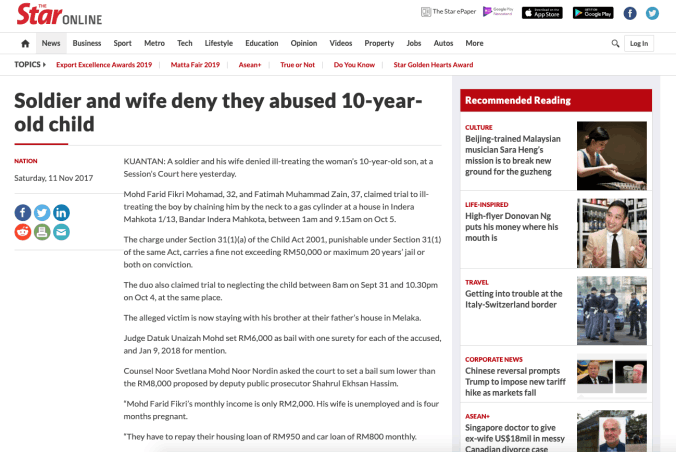 THE
Star ONLINE
The Star ePaper
Newsstand
App Store
Google Play
News
Business
Sport
Metro
Tech
Lifestyle
Education
Opinion
Videos
Property
Jobs
Autos
More
Log In
TOPICS
Export Excellence Awards 2019
Matta Fair 2019
Asean+
True or Not
Do You Know
Star Golden Hearts Award
Soldier and wife deny they abused 10-year-
old child
NATION
Saturday, 11 Nov 2017
KUANTAN: A soldier and his wife denied ill-treating the woman's 10-year-old son, at a
Session's Court here yesterday.
Mohd Farid Fikri Mohamad, 32, and Fatimah Muhammad Zain, 37, claimed trial to ill-
treating the boy by chaining him by the neck to a gas cylinder at a house in Indera
Mahkota 1/13, Bandar Indera Mahkota, between 1am and 9.15am on Oct 5.
The charge under Section 31(1)(a) of the Child Act 2001, punishable under Section 31(1)
of the same Act, carries a fine not exceeding RM50,000 or maximum 20 years' jail or
both on conviction.
The duo also claimed trial to neglecting the child between 8am on Sept 31 and 10.30pm
on Oct 4, at the same place.
The alleged victim is now staying with his brother at their father's house in Melaka.
Judge Datuk Unaizah Mohd set RM6,000 as bail with one surety for each of the accused,
and Jan 9, 2018 for mention.
Counsel Noor Svetlana Mohd Noor Nordin asked the court to set a bail sum lower than
the RM8,000 proposed by deputy public prosecutor Shahrul Ekhsan Hassim.
"Mohd Farid Fikri's monthly income is only RM2,000. His wife is unemployed and is four
months pregnant.
"They have to repay their housing loan of RM950 and car loan of RM800 monthly.
Recommended Reading
CULTURE
Beijing-trained Malaysian
musician Sara Heng's
mission is to break new
ground for the guzheng
LIFE-INSPIRED
High-flyer Donovan Ng
puts his money where his
mouth is
TRAVEL
Getting into trouble at the
Italy-Switzerland border
CORPORATE NEWS
Chinese reversal prompts
Trump to impose new tariff
hike as markets fall
ASEAN+
Singapore doctor to give
ex-wife US$18mil in messy
Canadian divorce case